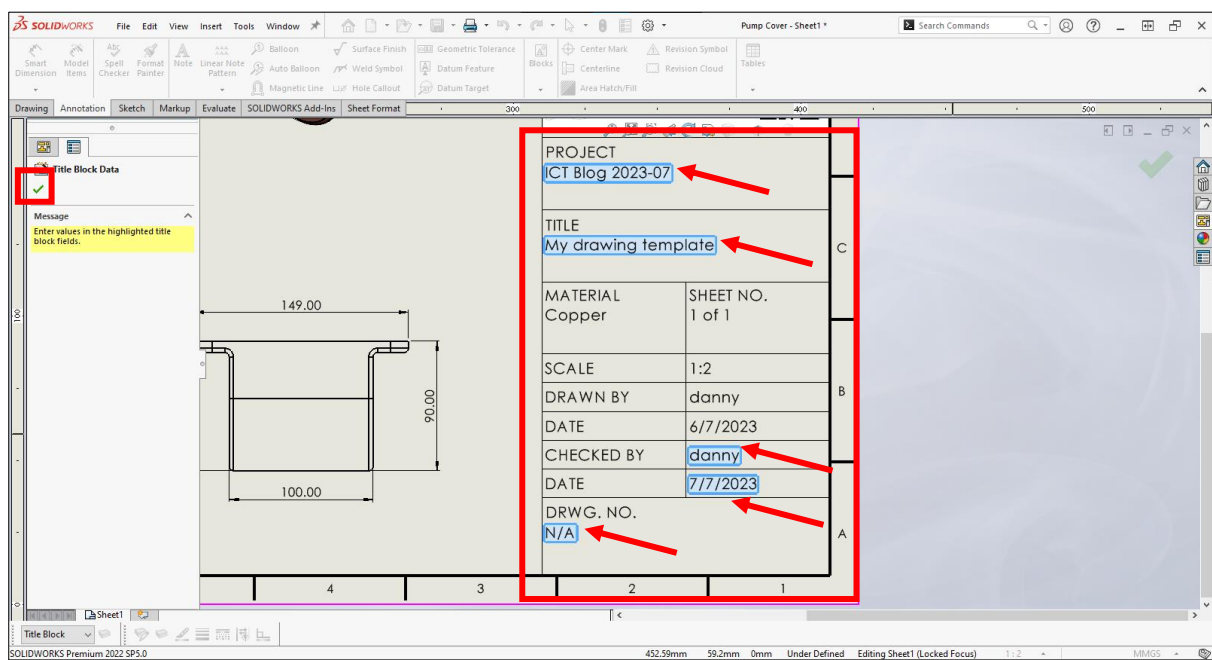 SOLIDWORKS File Edit View Insert Tools Window Pump Cover - Sheet1 * Search Commands
Smart Dimension
Model Items
Abc
Spell Checker
Format Painter
Note
Linear Note Pattern
Balloon
Auto Balloon
Magnetic Line
Surface Finish
Weld Symbol
Hole Callout
Geometric Tolerance
Datum Feature
Datum Target
Blocks
Center Mark
Centerline
Area Hatch/Fill
Revision Symbol
Revision Cloud
Tables
Drawing Annotation Sketch Markup Evaluate SOLIDWORKS Add-Ins Sheet Format
300 400 500
Title Block Data
Message
Enter values in the highlighted title
block fields.
100
149.00
90.00
100.00
PROJECT
ICT Blog 2023-07
TITLE
My drawing template
C
MATERIAL SHEET NO.
Copper 1 of 1
SCALE 1:2
DRAWN BY danny
B
DATE 6/7/2023
CHECKED BY danny
DATE 7/7/2023
DRWG. NO.
N/A
A
4 3 2 1
Sheet1
Title Block
SOLIDWORKS Premium 2022 SP5.0 452.59mm 59.2mm 0mm Under Defined Editing Sheet1 (Locked Focus) 1:2 MMGS